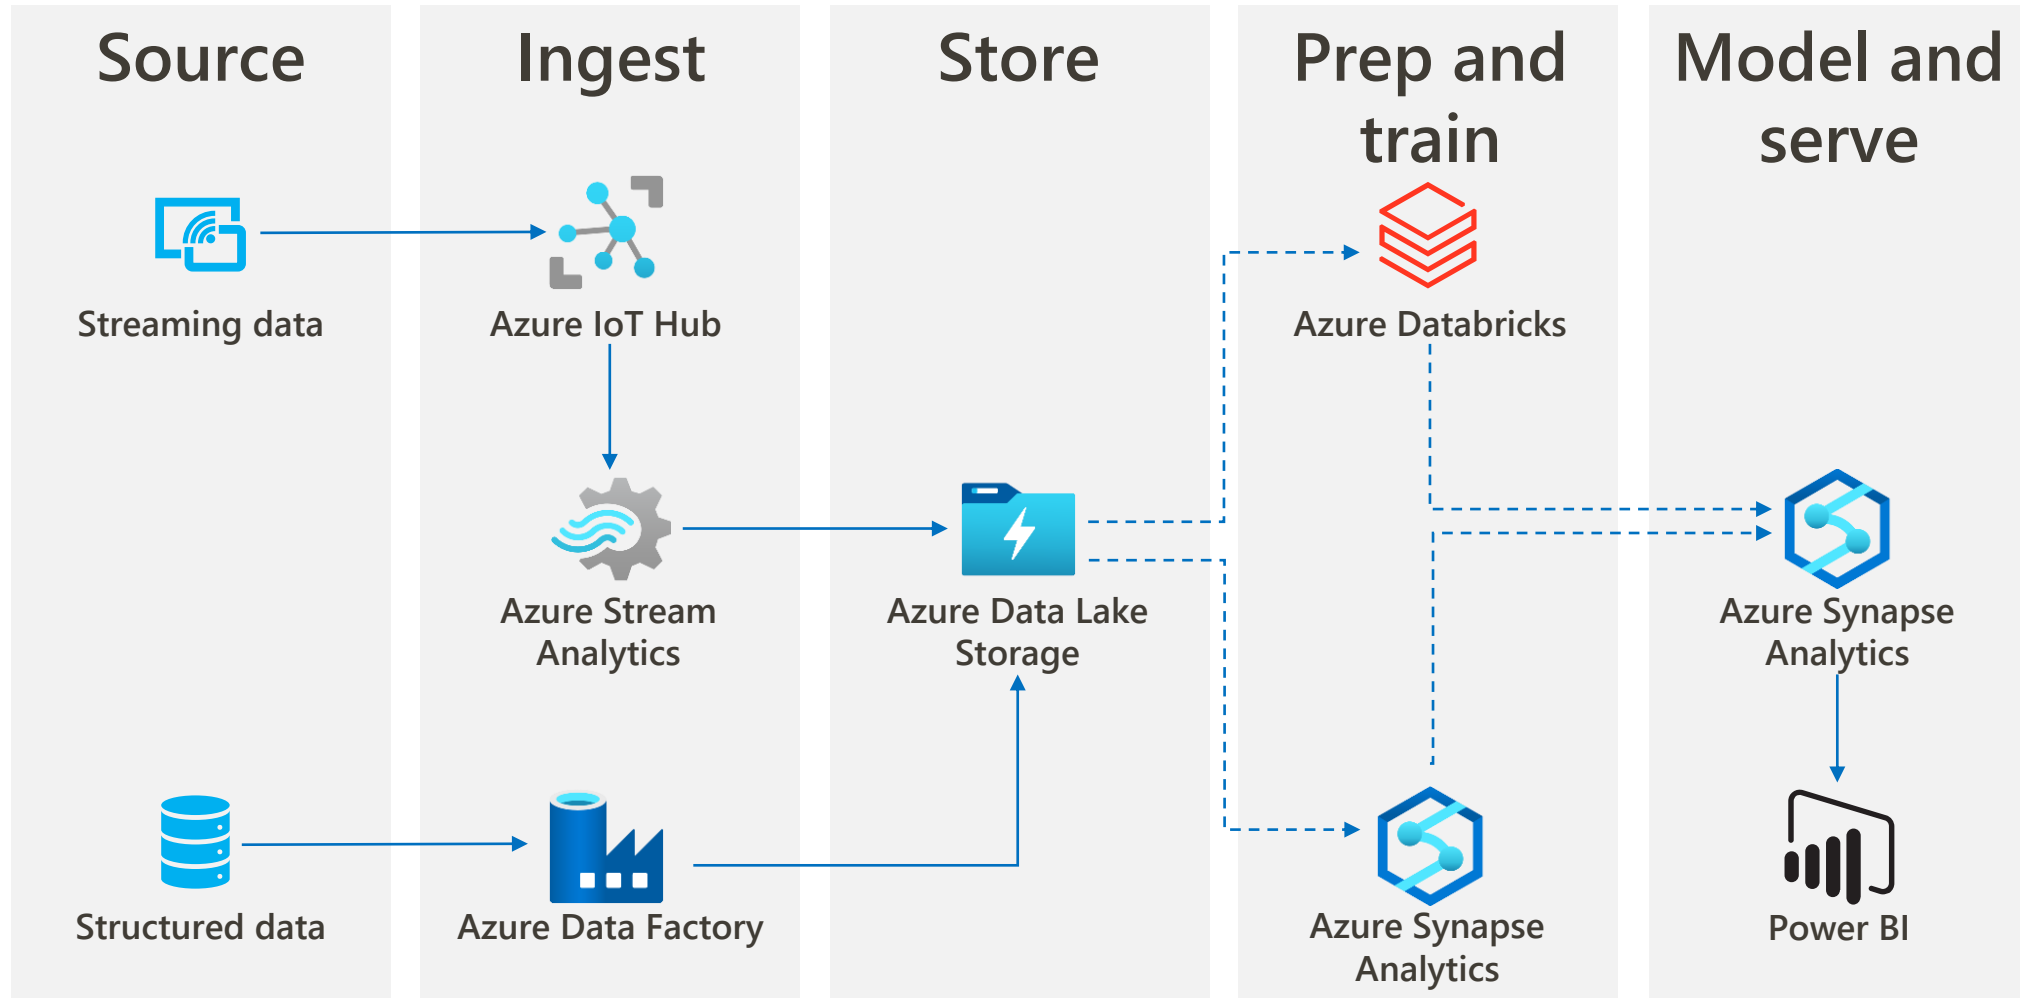 Source
Ingest
Store
Prep and
train
Model and
serve
Streaming data
Azure IoT Hub
Azure Databricks
Azure Stream
Analytics
Azure Data Lake
Storage
Azure Synapse
Analytics
Structured data
Azure Data Factory
Azure Synapse
Analytics
Power BI